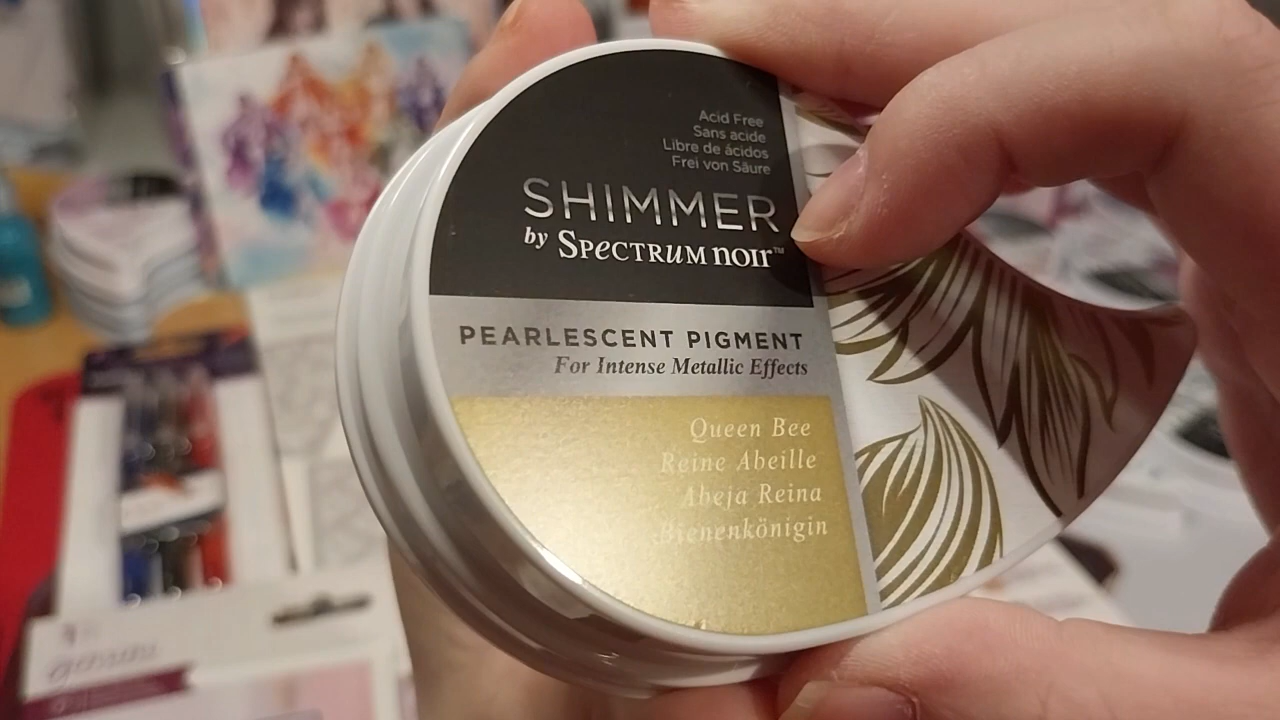 Acid Free
Sans acide
Libre de ácidos
Frei von Säure
SHIMMER
by SPECTRUM noir™
PEARLESCENT PIGMENT
For Intense Metallic Effects
Queen Bee
Reine Abeille
Abeja Reina
Bienenkönigin